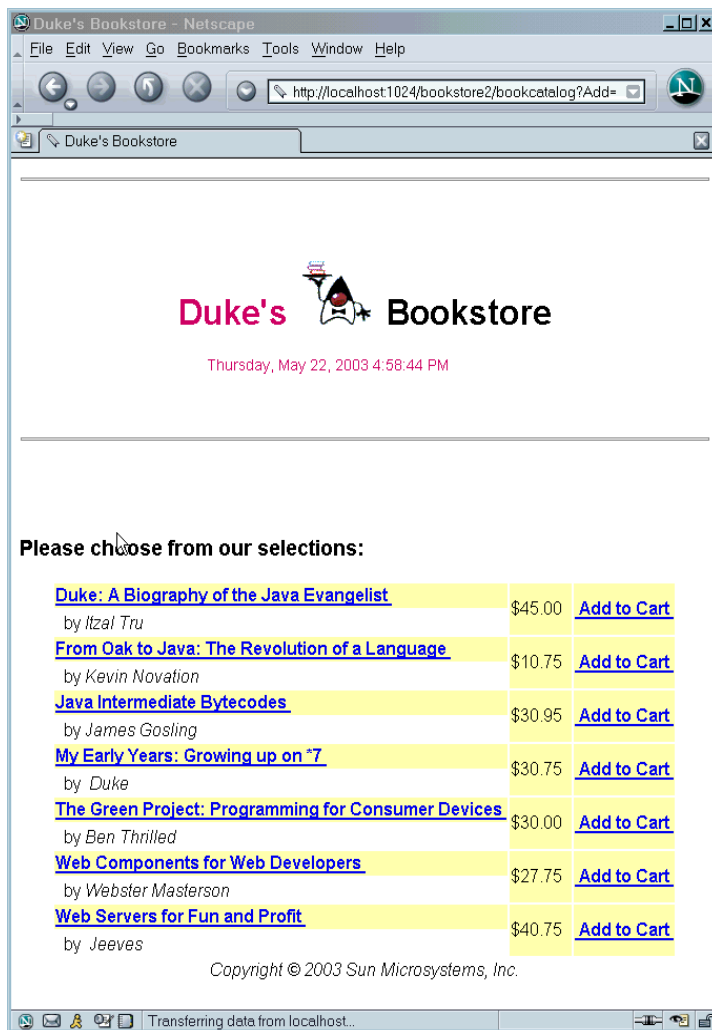 Duke's Bookstore - Netscape
File Edit View Go Bookmarks Tools Window Help
http://localhost:1024/bookstore2/bookcatalog?Add=
Duke's Bookstore
Duke's Bookstore
Thursday, May 22, 2003 4:58:44 PM
Please choose from our selections:
Duke: A Biography of the Java Evangelist
by Itzal Tru
$45.00 Add to Cart
From Oak to Java: The Revolution of a Language
by Kevin Novation
$10.75 Add to Cart
Java Intermediate Bytecodes
by James Gosling
$30.95 Add to Cart
My Early Years: Growing up on *7
by Duke
$30.75 Add to Cart
The Green Project: Programming for Consumer Devices
by Ben Thrilled
$30.00 Add to Cart
Web Components for Web Developers
by Webster Masterson
$27.75 Add to Cart
Web Servers for Fun and Profit
by Jeeves
$40.75 Add to Cart
Copyright © 2003 Sun Microsystems, Inc.
Transferring data from localhost...